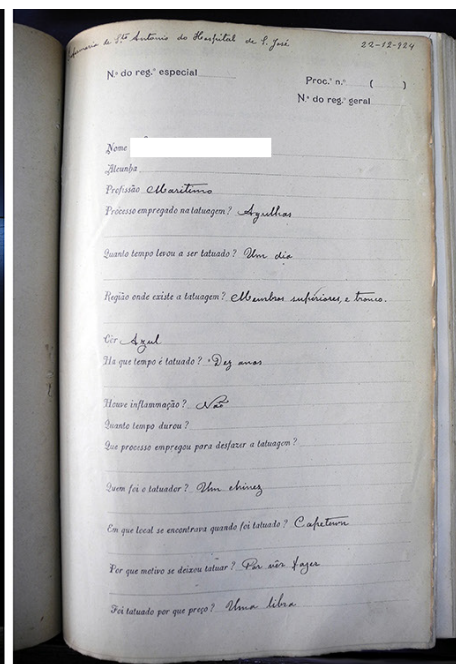 Enfermaria de Sto Antonio do Hospital de S. José 22-12-924
N.º do reg.º especial
Proc.º n.º ( )
N.º do reg.º geral
Nome
Alcunha
Profissão Maritimo
Processo empregado na tatuagem? Agulhas
Quanto tempo levou a ser tatuado? Um dia
Região onde existe a tatuagem? Membros superiores, e tronco.
Côr Azul
Ha que tempo é tatuado? Dez anos
Houve inflammação? Não
Quanto tempo durou?
Que processo empregou para desfazer a tatuagem?
Quem foi o tatuador? Um chinez
Em que local se encontrava quando foi tatuado? Capetown
Por que motivo se deixou tatuar? Por vêr fazer
Foi tatuado por que preço? Uma libra